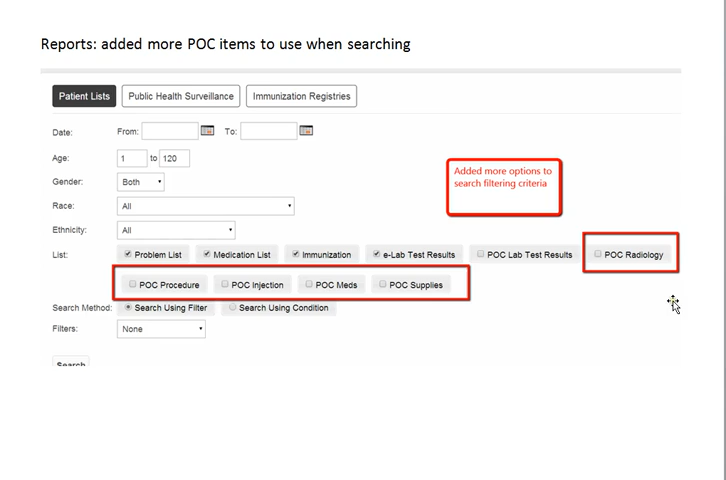 Reports: added more POC items to use when searching
Patient Lists Public Health Surveillance Immunization Registries
Date: From: To:
Age: 1 to 120
Added more options to
search filtering criteria
Gender: Both
Race: All
Ethnicity: All
List: Problem List Medication List Immunization e-Lab Test Results POC Lab Test Results POC Radiology
POC Procedure POC Injection POC Meds POC Supplies
Search Method: Search Using Filter Search Using Condition
Filters: None
Search